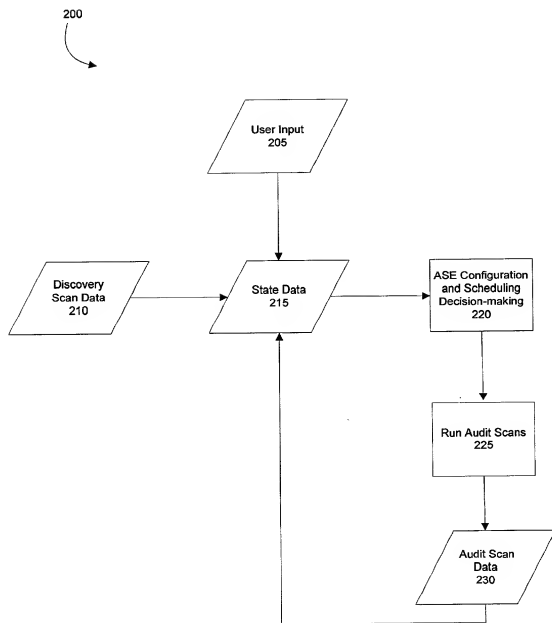 200
User Input
205
Discovery
Scan Data
210
State Data
215
ASE Configuration
and Scheduling
Decision-making
220
Run Audit Scans
225
Audit Scan
Data
230